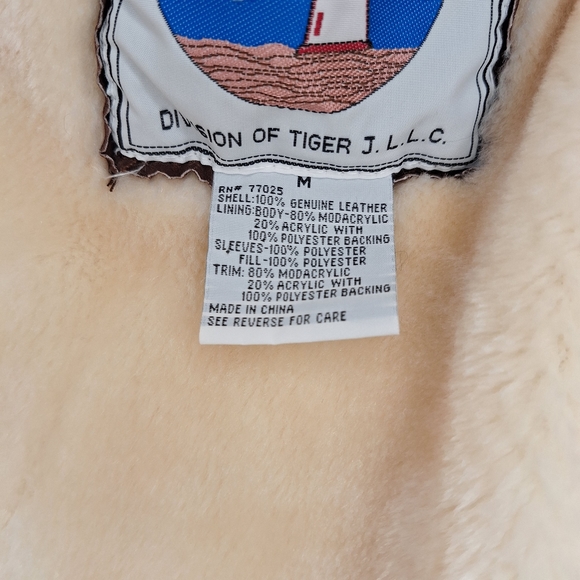 DIVISION OF TIGER J. L.L.C.
M
RN# 77025
SHELL:100% GENUINE LEATHER
LINING:BODY-80% MODACRYLIC
20% ACRYLIC WITH
100% POLYESTER BACKING
SLEEVES-100% POLYESTER
FILL-100% POLYESTER
TRIM: 80% MODACRYLIC
20% ACRYLIC WITH
100% POLYESTER BACKING
MADE IN CHINA
SEE REVERSE FOR CARE